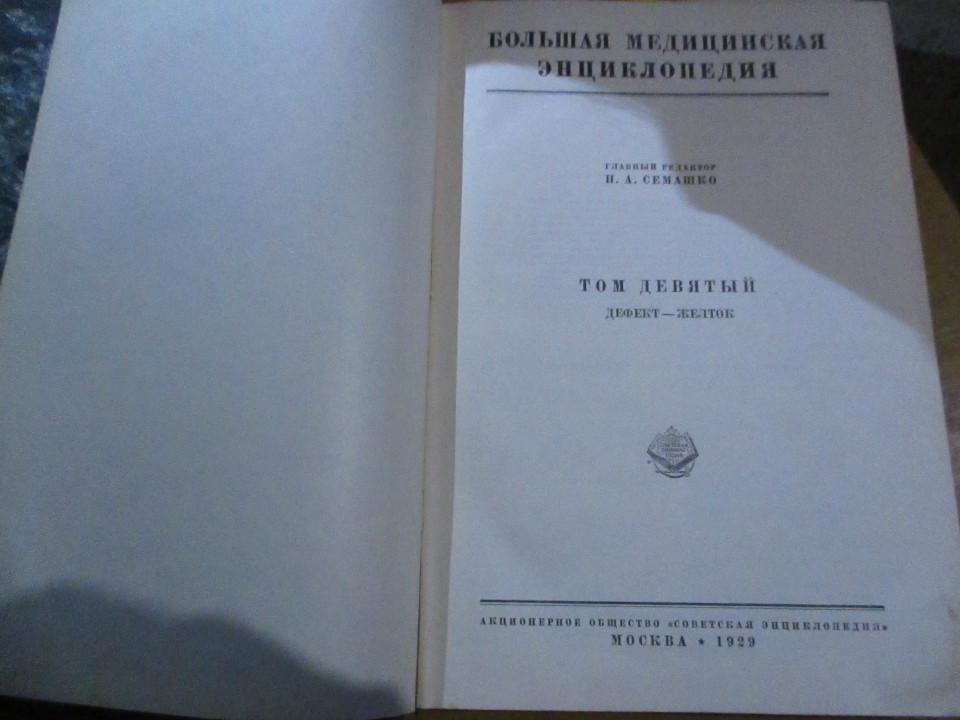 БОЛЬШАЯ МЕДИЦИНСКАЯ
ЭНЦИКЛОПЕДИЯ
ГЛАВНЫЙ РЕДАКТОР
Н. А. СЕМАШКО
ТОМ ДЕВЯТЫЙ
ДЕФЕКТ — ЖЕЛТОК
АКЦИОНЕРНОЕ ОБЩЕСТВО «СОВЕТСКАЯ ЭНЦИКЛОПЕДИЯ»
МОСКВА ★ 1929